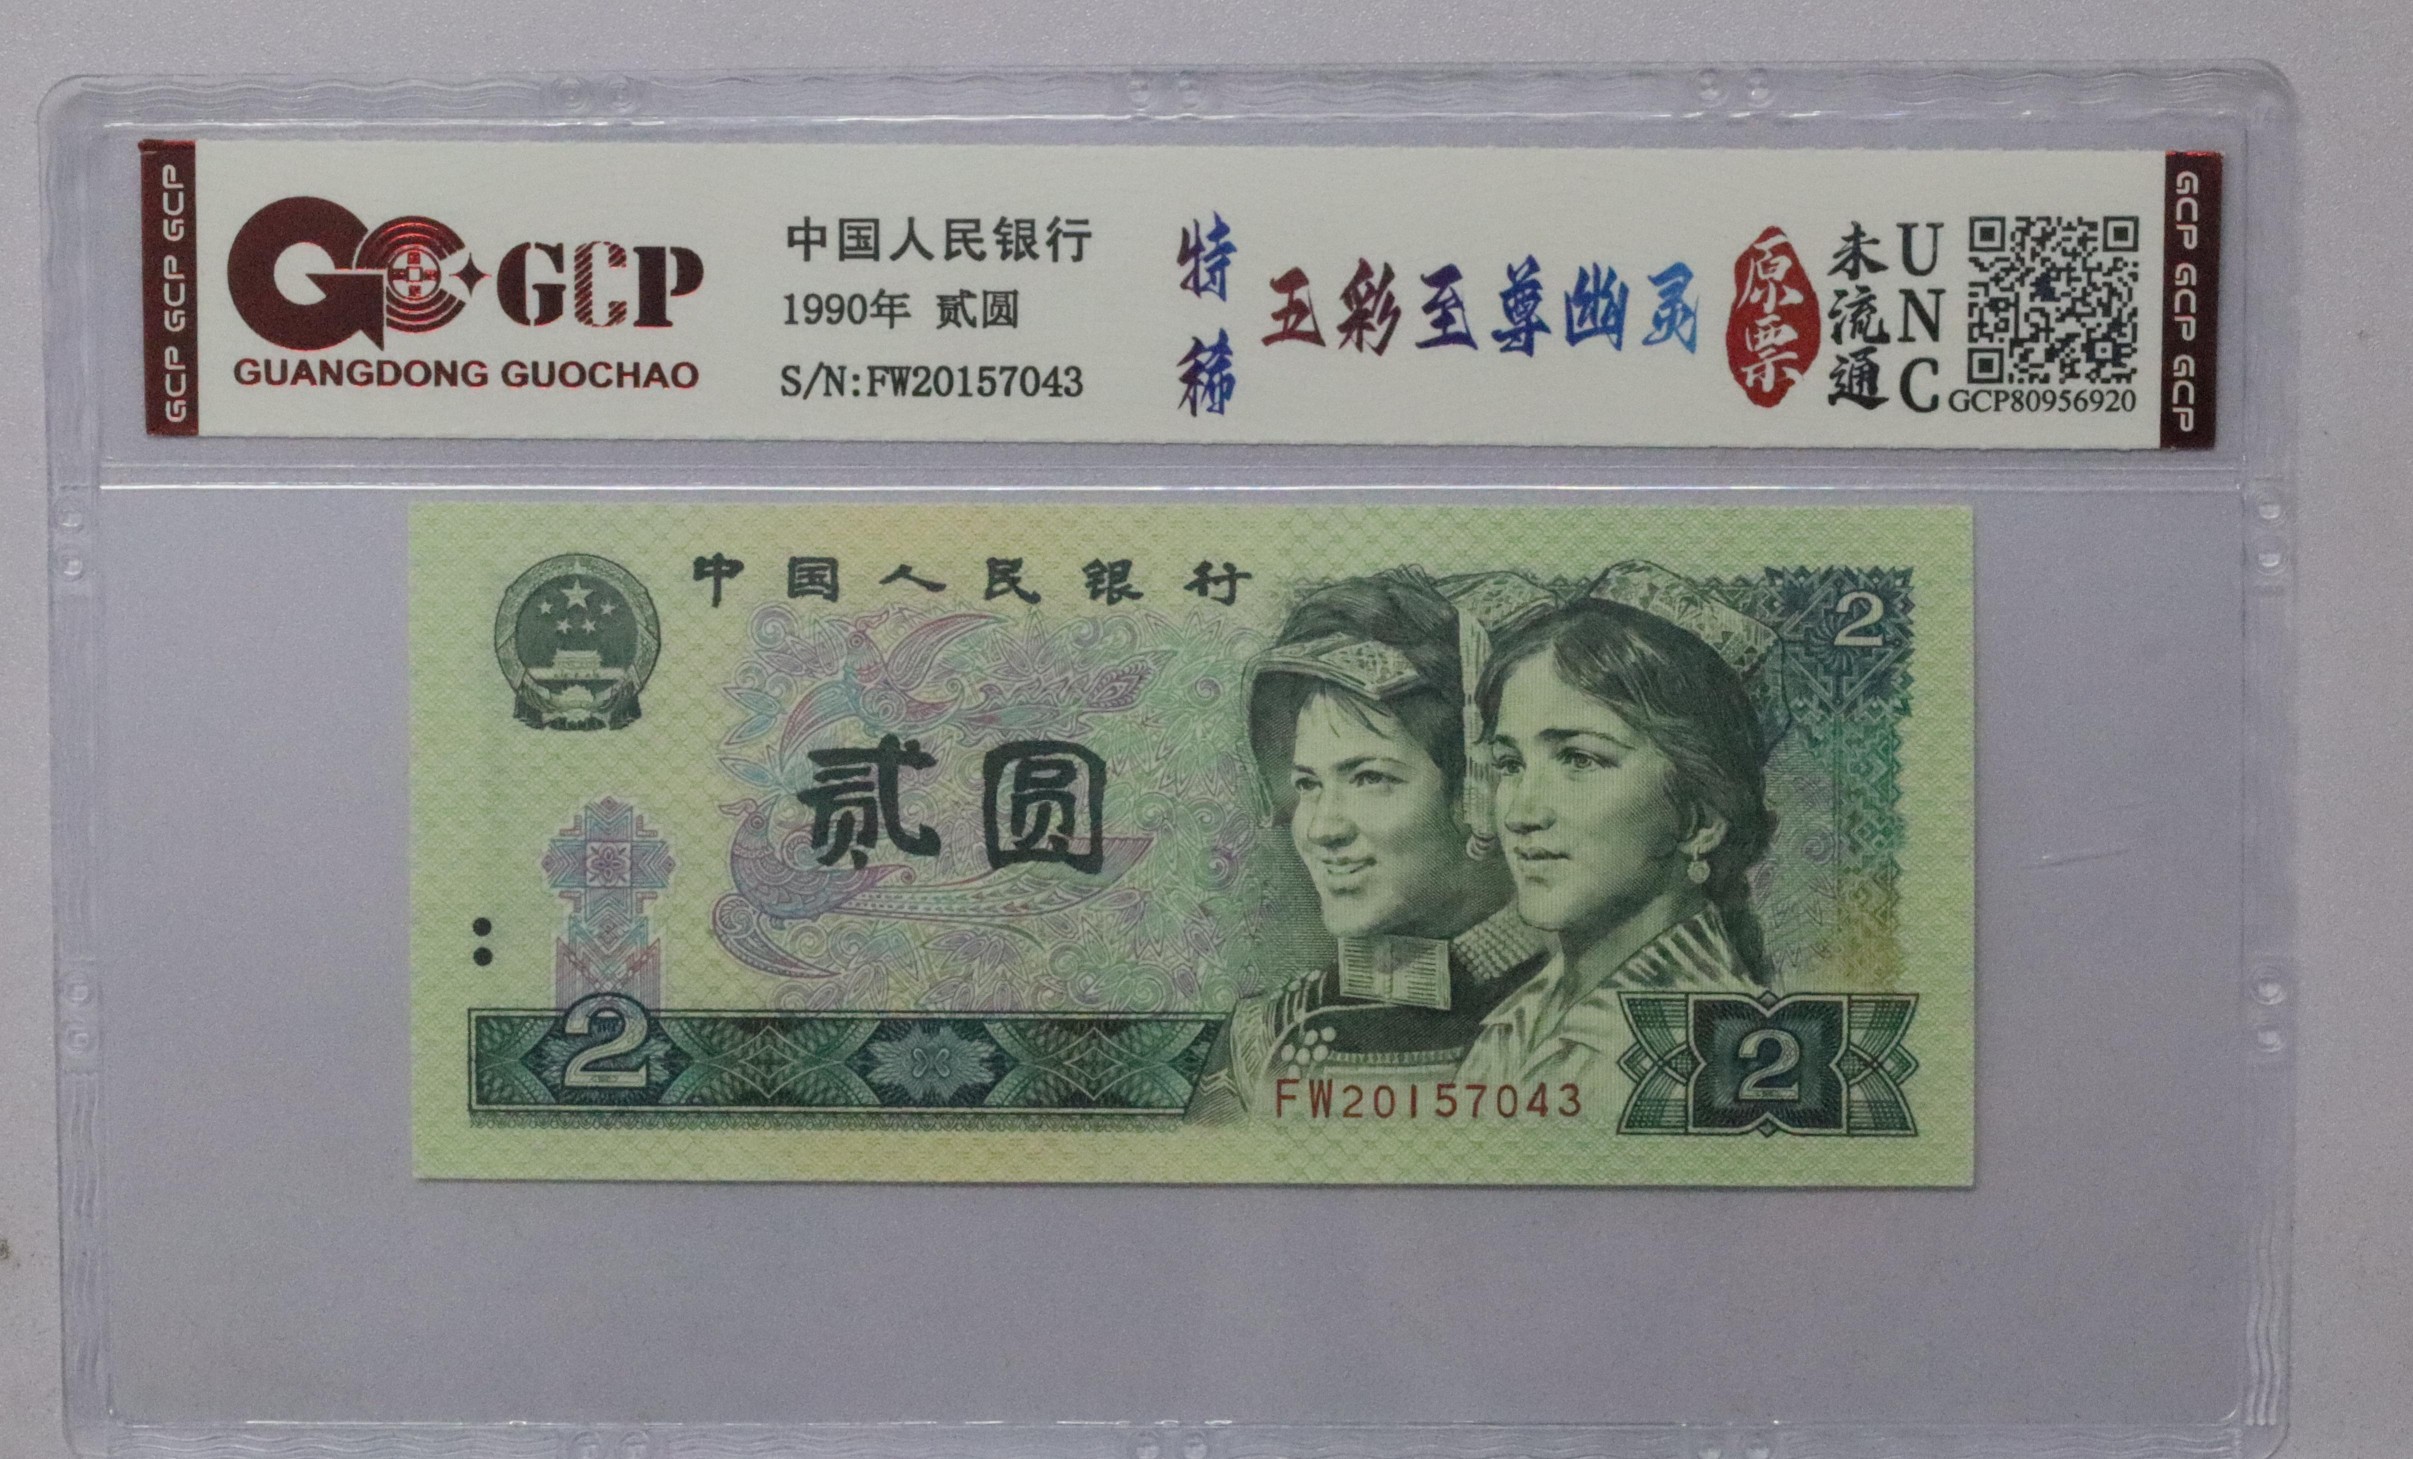 GCP GCP GCP
GCP
GUANGDONG GUOCHAO
中国人民银行
1990年 贰圆
S/N:FW20157043
特稀
五彩至尊幽灵
原票
未流通
UNC
GCP80956920
GCP GCP GCP
中国人民银行
2
贰圆
2
FW20157043
2